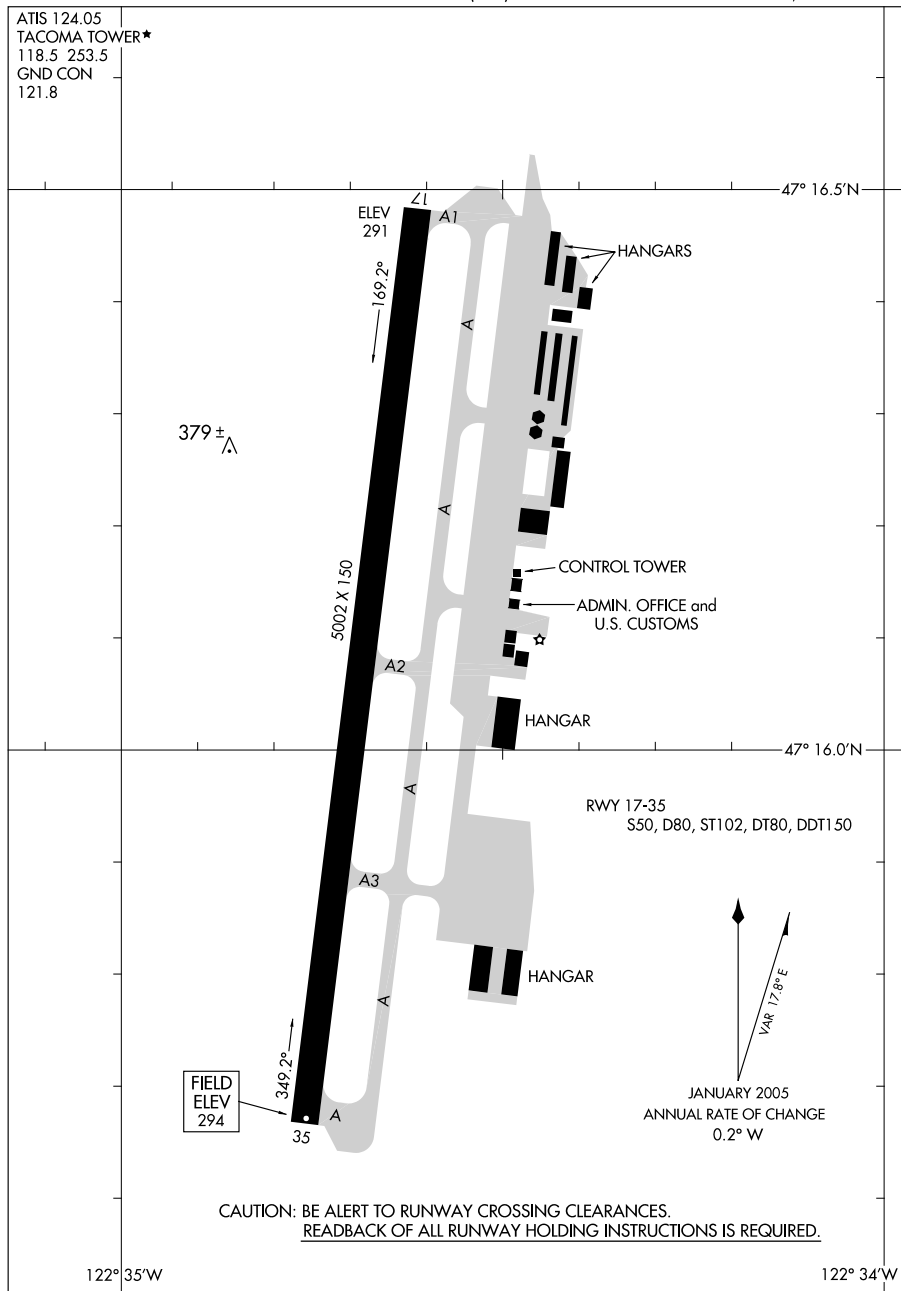 ATIS 124.05
TACOMA TOWER★
118.5 253.5
GND CON
121.8
47° 16.5'N
17
A1
ELEV
291
HANGARS
169.2°
A
379 ±
A
CONTROL TOWER
5002 X 150
ADMIN. OFFICE and
U.S. CUSTOMS
A2
HANGAR
47° 16.0'N
A
RWY 17-35
S50, D80, ST102, DT80, DDT150
A3
HANGAR
A
VAR 17.8° E
349.2°
FIELD
ELEV
294
A
35
JANUARY 2005
ANNUAL RATE OF CHANGE
0.2° W
CAUTION: BE ALERT TO RUNWAY CROSSING CLEARANCES.
READBACK OF ALL RUNWAY HOLDING INSTRUCTIONS IS REQUIRED.
122° 35'W
122° 34'W